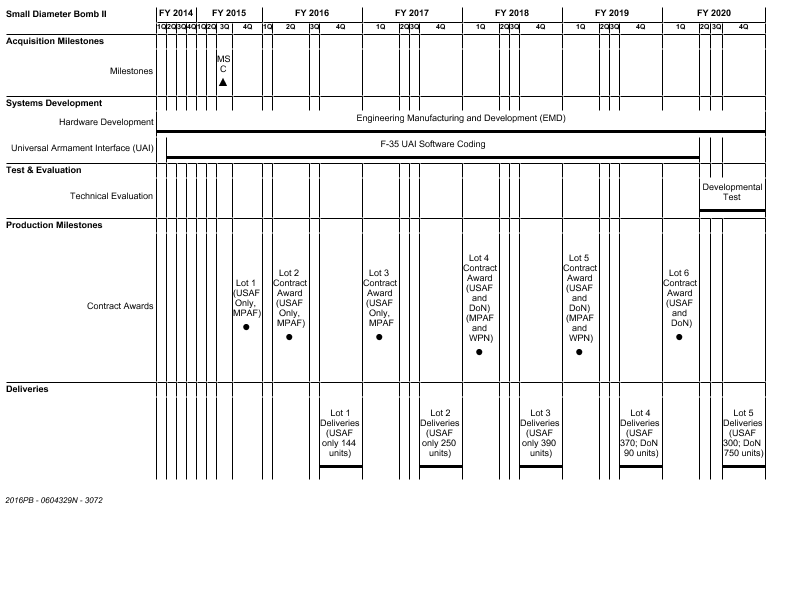 Small Diameter Bomb II
FY 2014 FY 2015 FY 2016 FY 2017 FY 2018 FY 2019 FY 2020
1Q 2Q 3Q 4Q 1Q 2Q 3Q 4Q 1Q 2Q 3Q 4Q 1Q 2Q 3Q 4Q 1Q 2Q 3Q 4Q 1Q 2Q 3Q 4Q 1Q 2Q 3Q 4Q
Acquisition Milestones
Milestones
MS
C
Systems Development
Hardware Development
Engineering Manufacturing and Development (EMD)
Universal Armament Interface (UAI)
F-35 UAI Software Coding
Test & Evaluation
Technical Evaluation
Developmental
Test
Production Milestones
Contract Awards
Lot 1
(USAF
Only,
MPAF)
Lot 2
Contract
Award
(USAF
Only,
MPAF)
Lot 3
Contract
Award
(USAF
Only,
MPAF
Lot 4
Contract
Award
(USAF
and
DoN)
(MPAF
and
WPN)
Lot 5
Contract
Award
(USAF
and
DoN)
(MPAF
and
WPN)
Lot 6
Contract
Award
(USAF
and
DoN)
Deliveries
Lot 1
Deliveries
(USAF
only 144
units)
Lot 2
Deliveries
(USAF
only 250
units)
Lot 3
Deliveries
(USAF
only 390
units)
Lot 4
Deliveries
(USAF
370; DoN
90 units)
Lot 5
Deliveries
(USAF
300; DoN
750 units)
2016PB - 0604329N - 3072